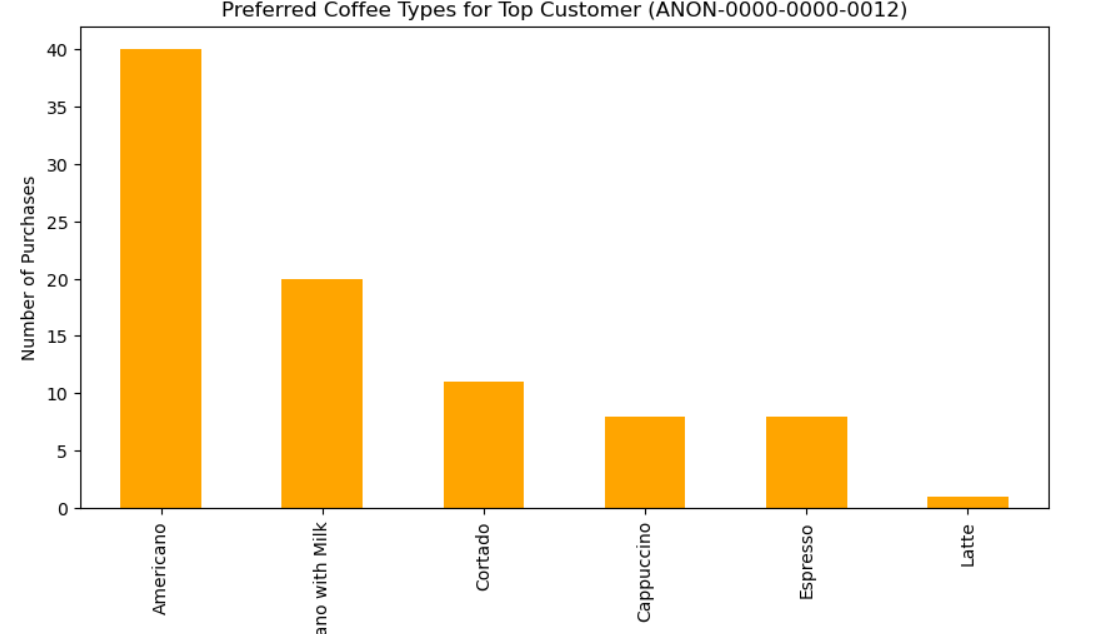 Preferred Coffee Types for Top Customer (ANON-0000-0000-0012)
Number of Purchases
40
35
30
25
20
15
10
5
0
Americano
ano with Milk
Cortado
Cappuccino
Espresso
Latte